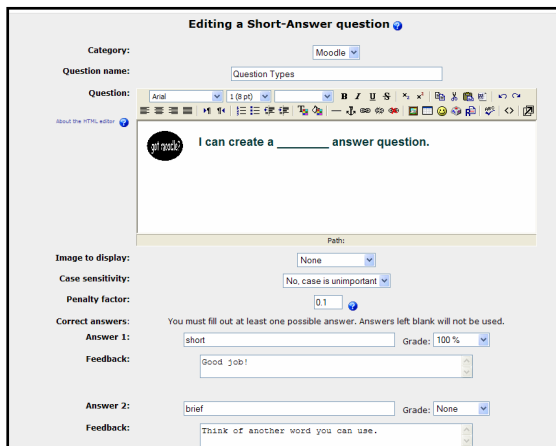 Editing a Short-Answer question
Category: Moodle
Question name: Question Types
Question: Arial 1 (8 pt) B I U S
About the HTML editor
got moodle?
I can create a ________ answer question.
Path:
Image to display: None
Case sensitivity: No, case is unimportant
Penalty factor: 0.1
Correct answers: You must fill out at least one possible answer. Answers left blank will not be used.
Answer 1: short Grade: 100 %
Feedback: Good job!
Answer 2: brief Grade: None
Feedback: Think of another word you can use.